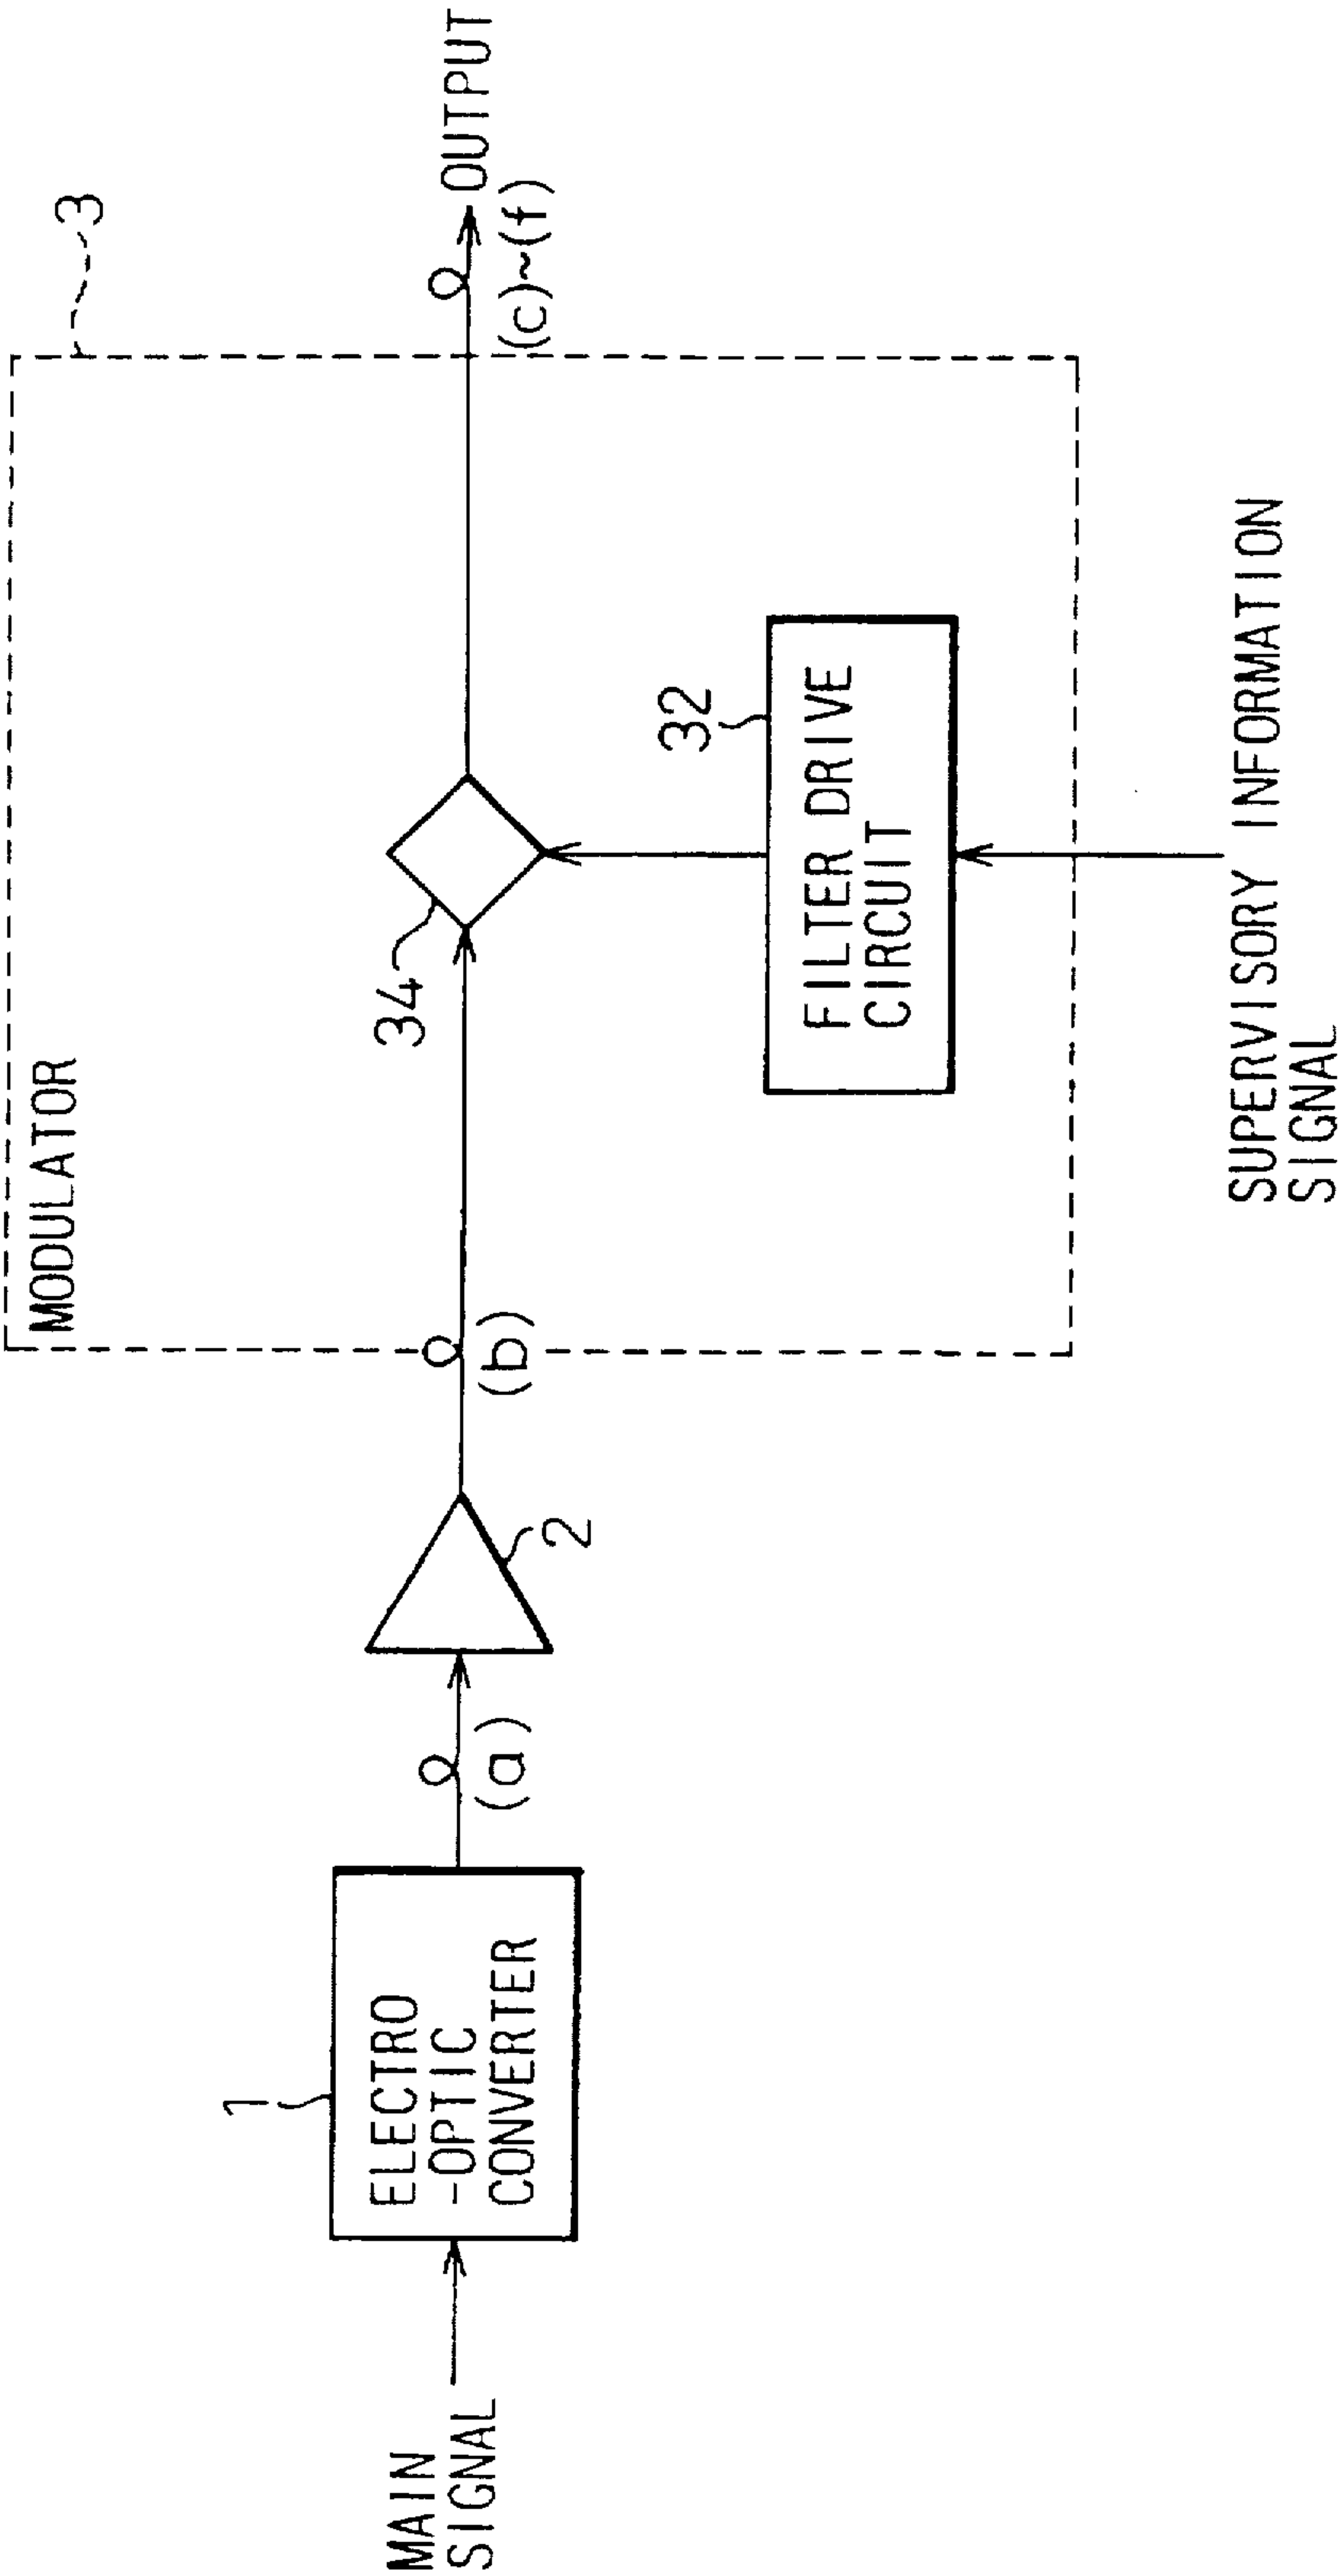 MODULATOR
3
MAIN
SIGNAL
1
ELECTRO
-OPTIC
CONVERTER
(a)
2
(b)
34
(c)~(f)
OUTPUT
32
FILTER DRIVE
CIRCUIT
SUPERVISORY INFORMATION
SIGNAL